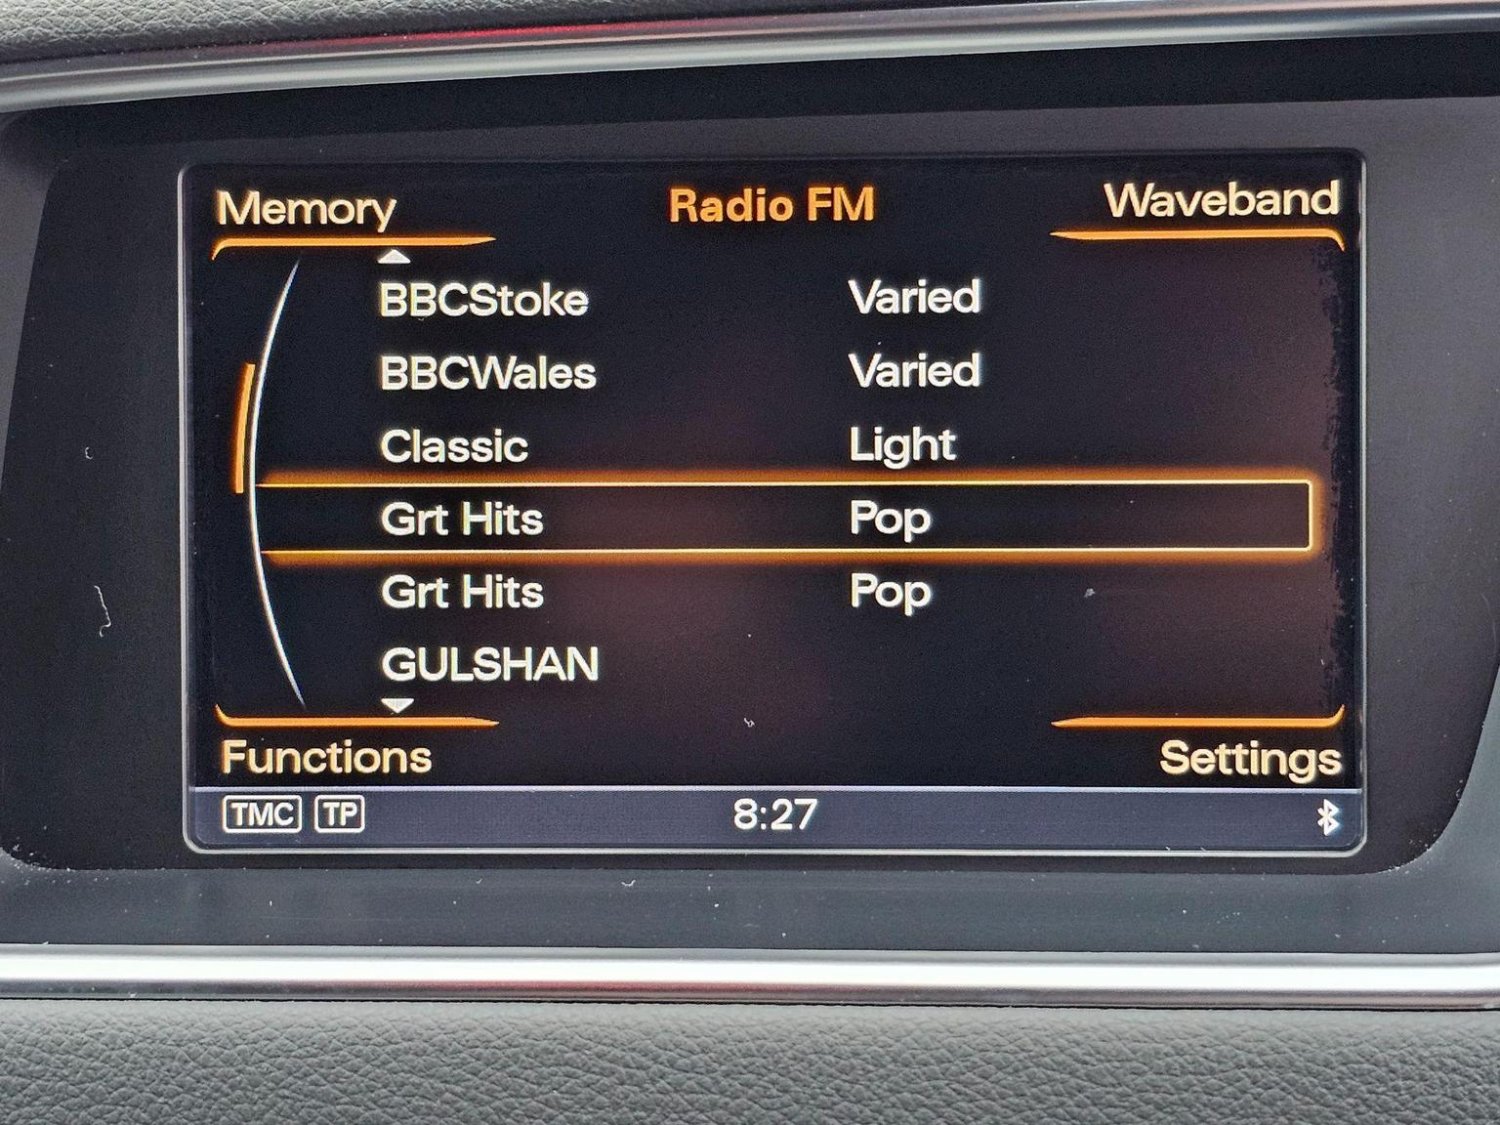 Memory Radio FM Waveband
BBCStoke Varied
BBCWales Varied
Classic Light
Grt Hits Pop
Grt Hits Pop
GULSHAN
Functions Settings
TMC TP 8:27